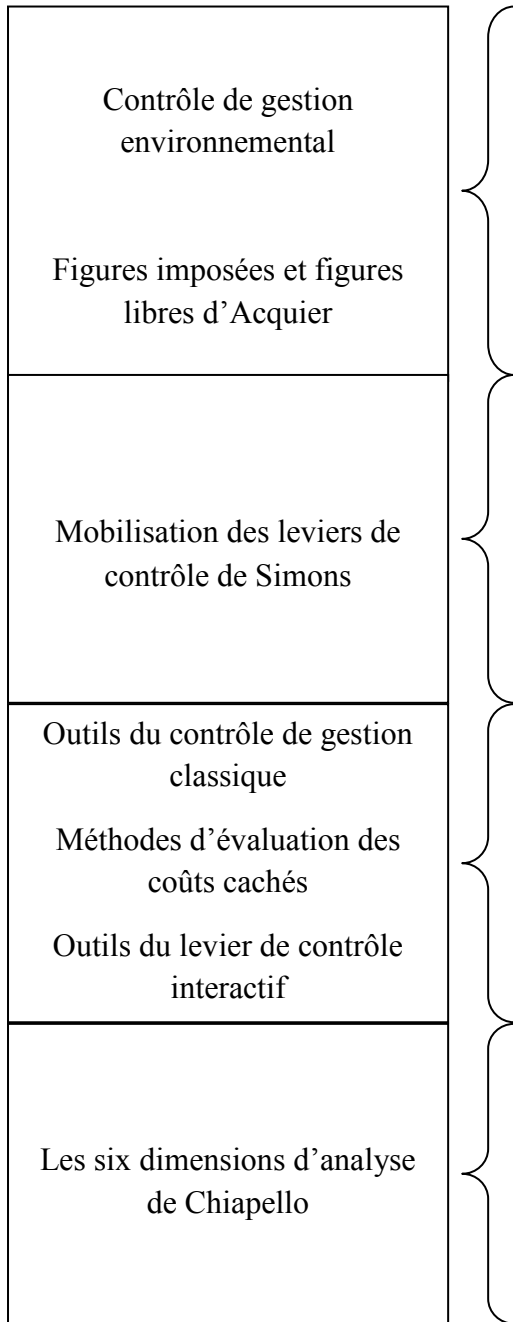 Contrôle de gestion
environnemental
Figures imposées et figures
libres d’Acquier
Mobilisation des leviers de
contrôle de Simons
Outils du contrôle de gestion
classique
Méthodes d’évaluation des
coûts cachés
Outils du levier de contrôle
interactif
Les six dimensions d’analyse
de Chiapello